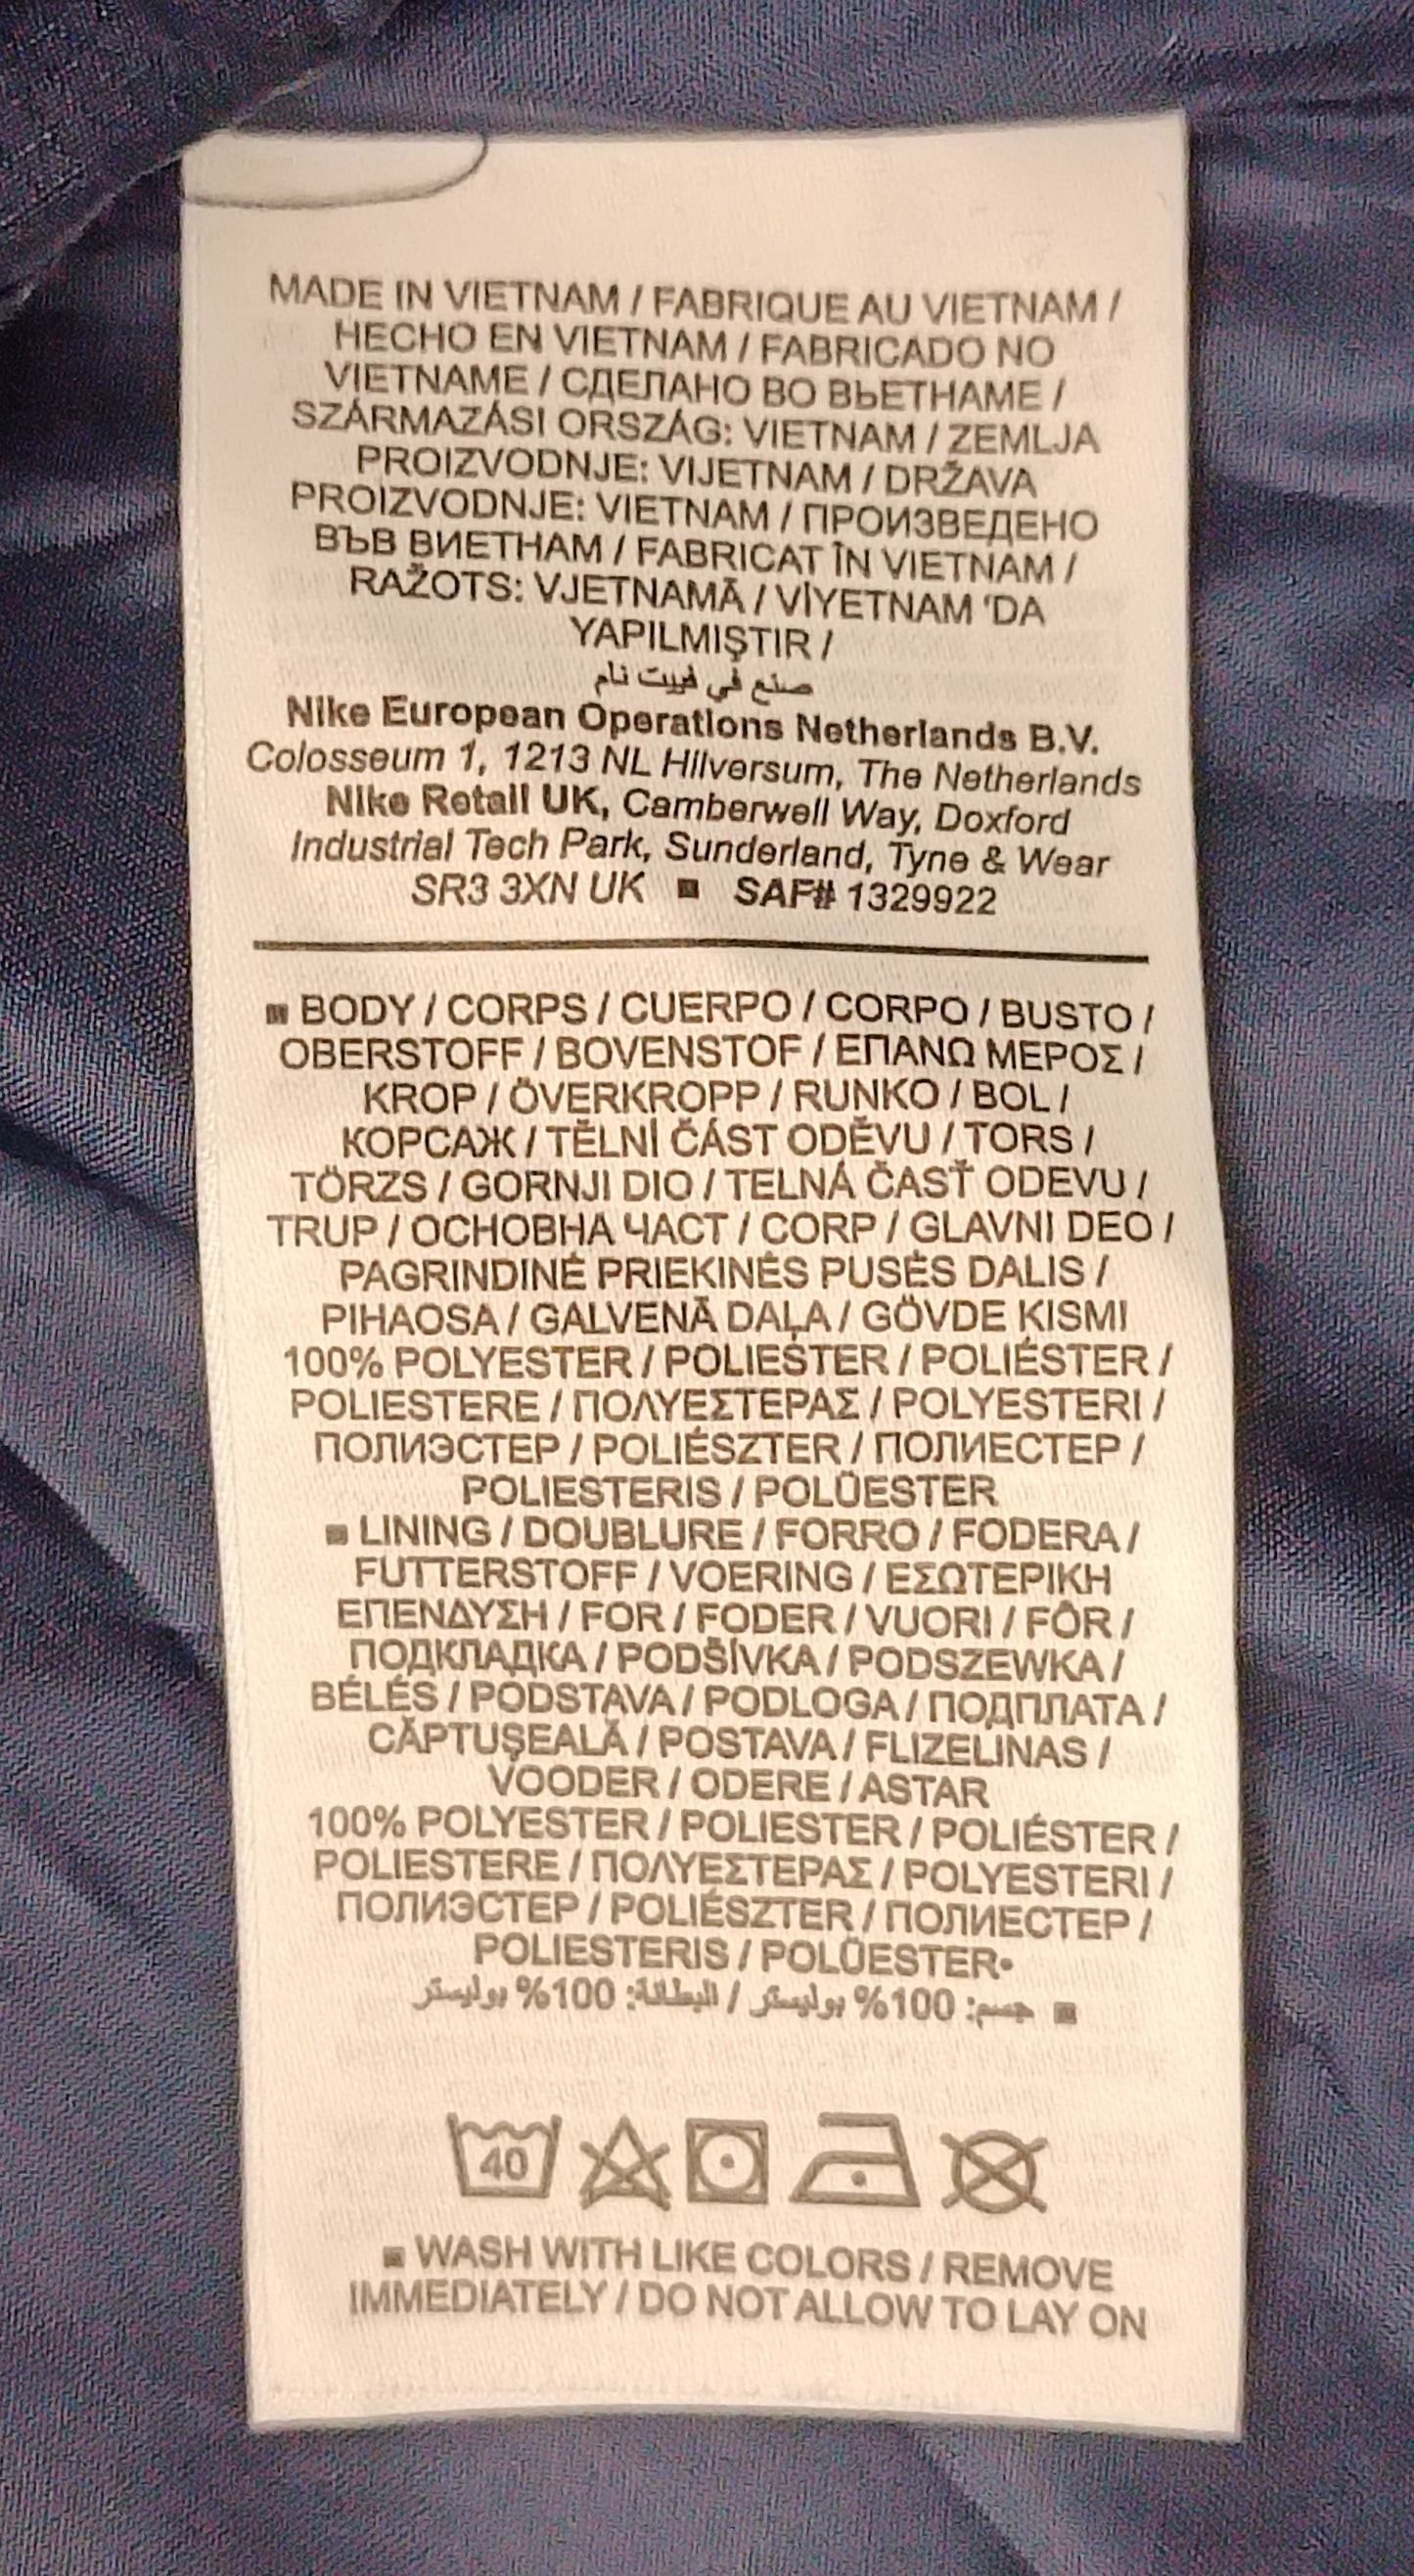 MADE IN VIETNAM / FABRIQUE AU VIETNAM /
HECHO EN VIETNAM / FABRICADO NO
VIETNAME / СДЕЛАНО ВО ВЬЕТНАМЕ /
SZÁRMAZÁSI ORSZÁG: VIETNAM / ZEMLJA
PROIZVODNJE: VIJETNAM / DRŽAVA
PROIZVODNJE: VIETNAM / ПРОИЗВЕДЕНО
ВЪВ ВИЕТНАМ / FABRICAT ÎN VIETNAM /
RAŽOTS: VJETNAMĀ / VİYETNAM 'DA
YAPILMIŞTIR /
صنع في فييت نام
Nike European Operations Netherlands B.V.
Colosseum 1, 1213 NL Hilversum, The Netherlands
Nike Retail UK, Camberwell Way, Doxford
Industrial Tech Park, Sunderland, Tyne & Wear
SR3 3XN UK ■ SAF# 1329922
■ BODY / CORPS / CUERPO / CORPO / BUSTO /
OBERSTOFF / BOVENSTOF / ΕΠΑΝΩ ΜΕΡΟΣ /
KROP / ÖVERKROPP / RUNKO / BOL /
КОРСАЖ / TĚLNÍ ČÁST ODĚVU / TORS /
TÖRZS / GORNJI DIO / TELNÁ ČASŤ ODEVU /
TRUP / ОСНОВНА ЧАСТ / CORP / GLAVNI DEO /
PAGRINDINĖ PRIEKINĖS PUSĖS DALIS /
PIHAOSA / GALVENĀ DAĻA / GÖVDE KISMI
100% POLYESTER / POLIESTER / POLIÉSTER /
POLIESTERE / ΠΟΛΥΕΣΤΕΡΑΣ / POLYESTERI /
ПОЛИЭСТЕР / POLIÉSZTER / ПОЛИЕСТЕР /
POLIESTERIS / POLÜESTER
■ LINING / DOUBLURE / FORRO / FODERA /
FUTTERSTOFF / VOERING / ΕΣΩΤΕΡΙΚΗ
ΕΠΕΝΔΥΣΗ / FOR / FODER / VUORI / FÔR /
ПОДКЛАДКА / PODŠÍVKA / PODSZEWKA /
BÉLÉS / PODSTAVA / PODLOGA / ПОДПЛАТА /
CĂPTUŞEALĂ / POSTAVA / FLIZELINAS /
VOODER / ODERE / ASTAR
100% POLYESTER / POLIESTER / POLIÉSTER /
POLIESTERE / ΠΟΛΥΕΣΤΕΡΑΣ / POLYESTERI /
ПОЛИЭСТЕР / POLIÉSZTER / ПОЛИЕСТЕР /
POLIESTERIS / POLÜESTER•
■ جسم: 100% بوليستر / البطانة: 100% بوليستر
40
■ WASH WITH LIKE COLORS / REMOVE
IMMEDIATELY / DO NOT ALLOW TO LAY ON